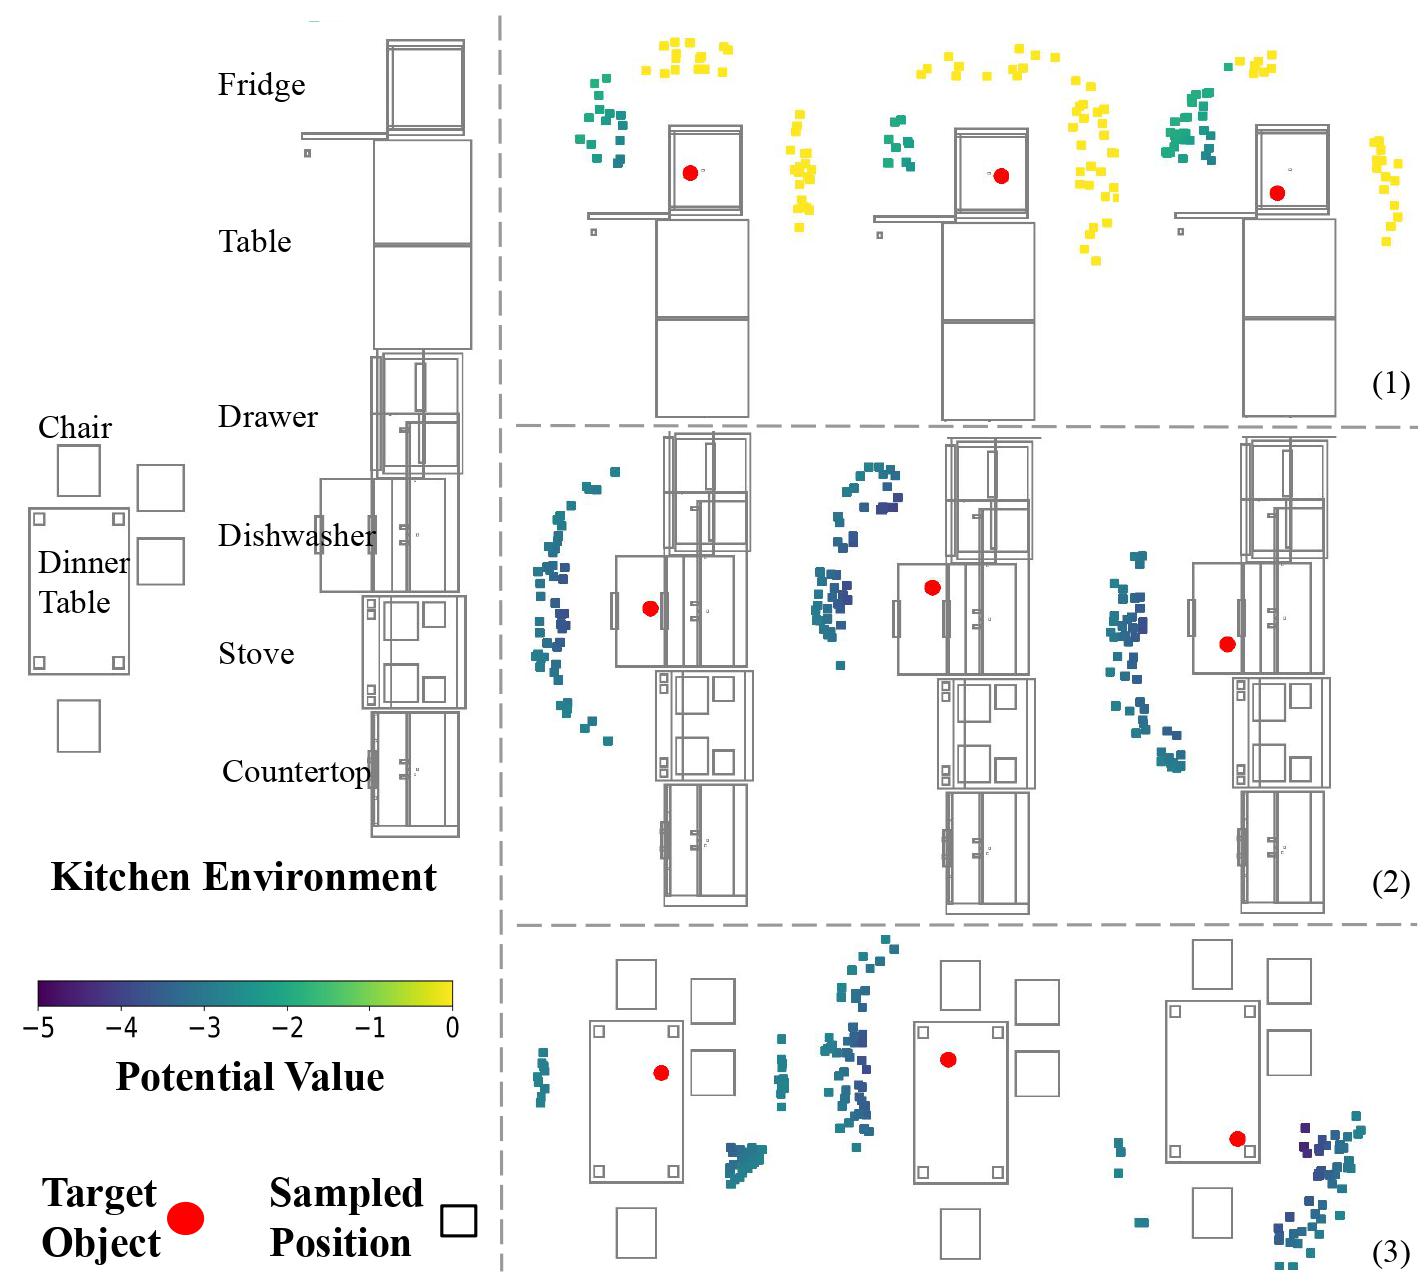 Fridge
Table
Drawer
Chair
Dishwasher
Dinner
Table
Stove
Countertop
Kitchen Environment
−5 −4 −3 −2 −1 0
Potential Value
Target
Object
Sampled
Position
(1)
(2)
(3)